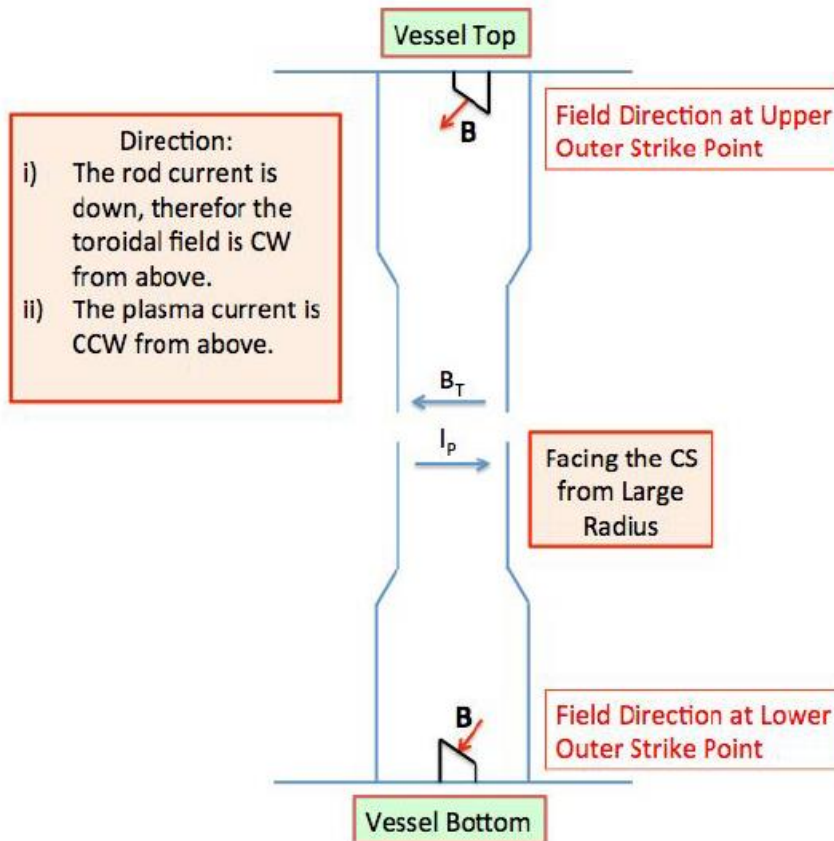 Vessel Top
B
Field Direction at Upper
Outer Strike Point
Direction:
i) The rod current is
down, therefor the
toroidal field is CW
from above.
ii) The plasma current is
CCW from above.
BT
IP
Facing the CS
from Large
Radius
B
Field Direction at Lower
Outer Strike Point
Vessel Bottom